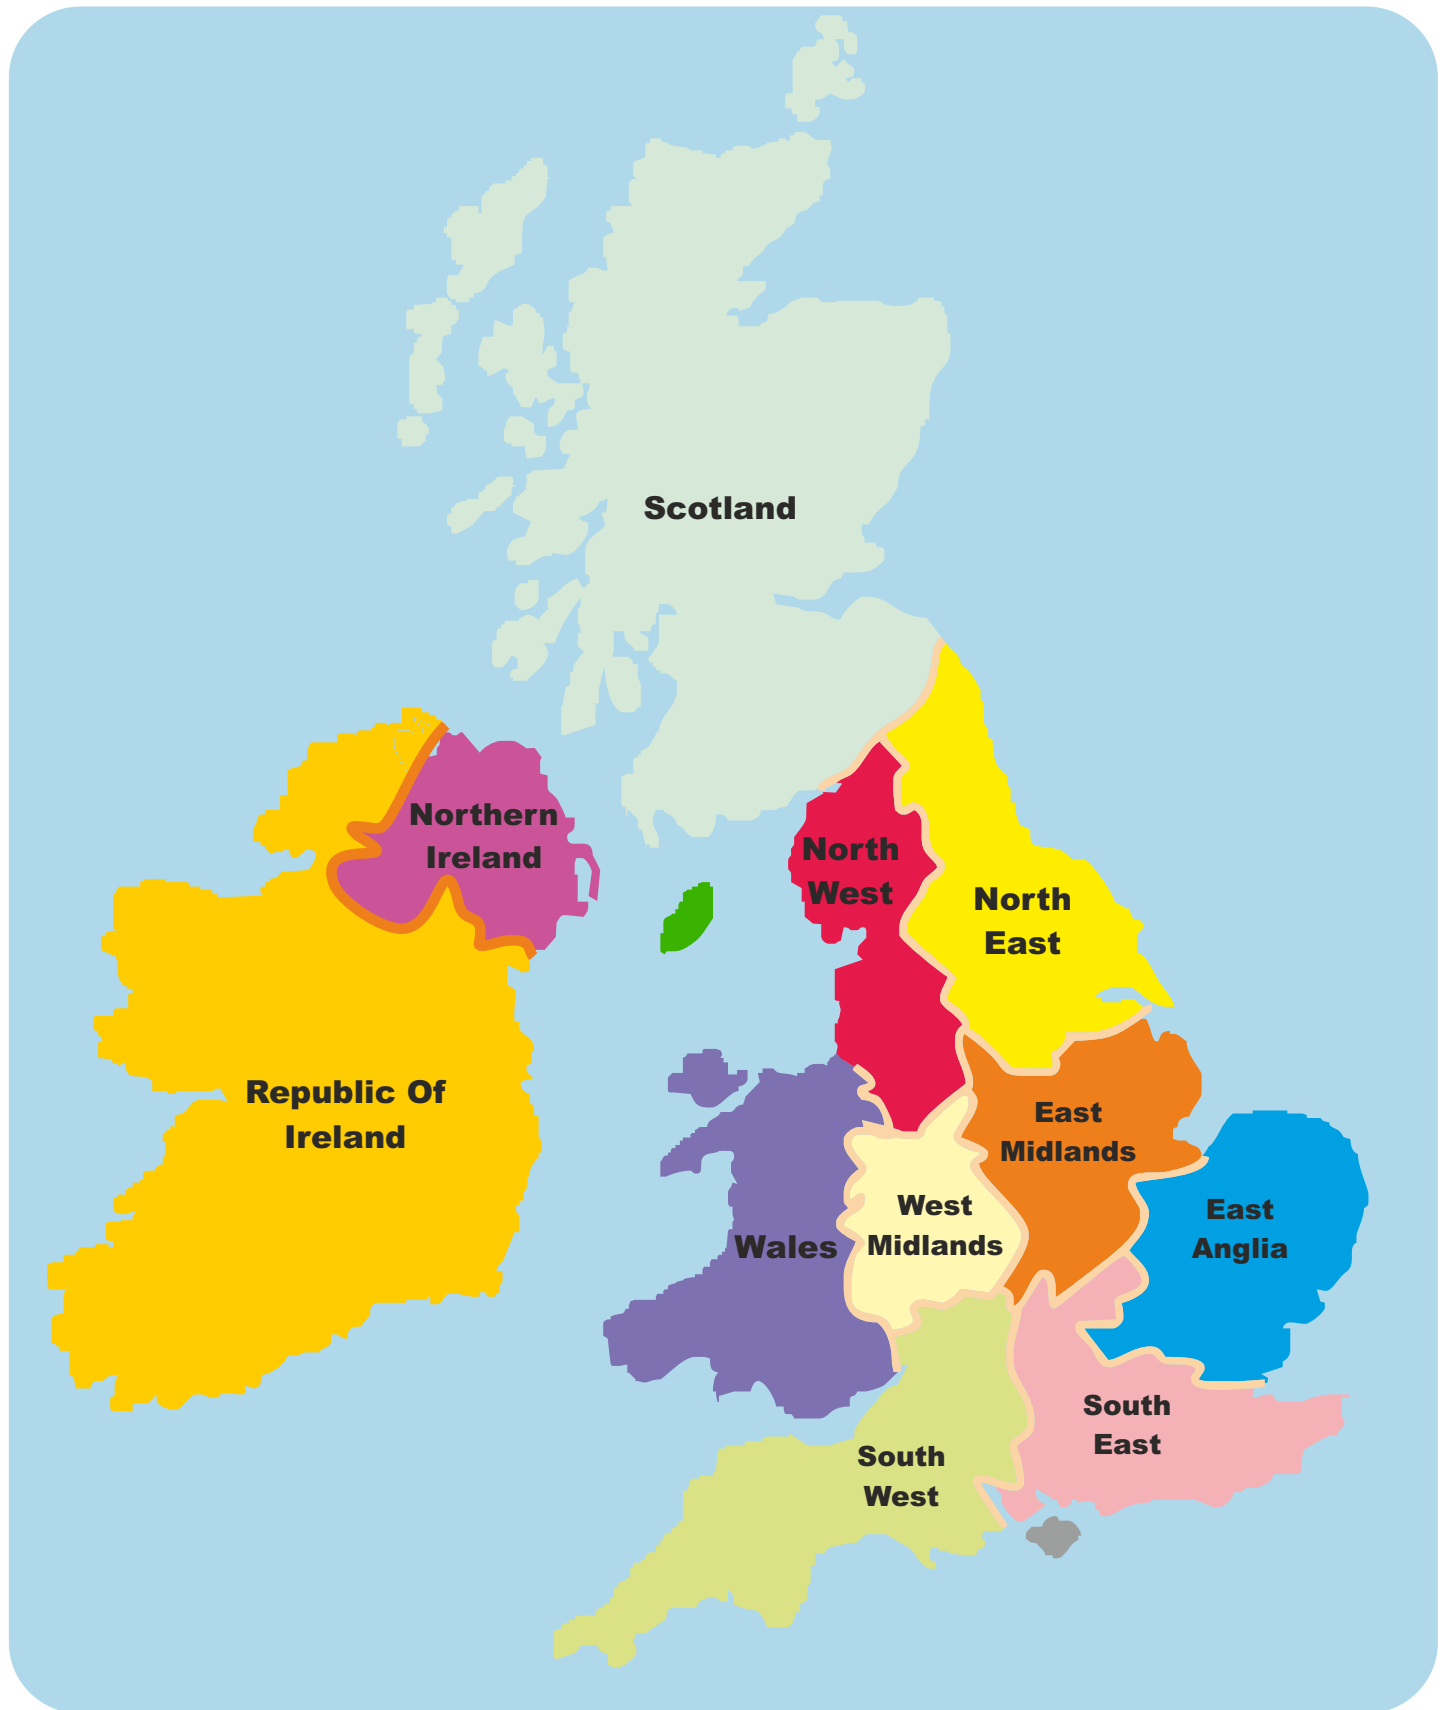 Scotland
Northern
Ireland
North
West
North
East
Republic Of
Ireland
East
Midlands
West
Midlands
Wales
East
Anglia
South
East
South
West